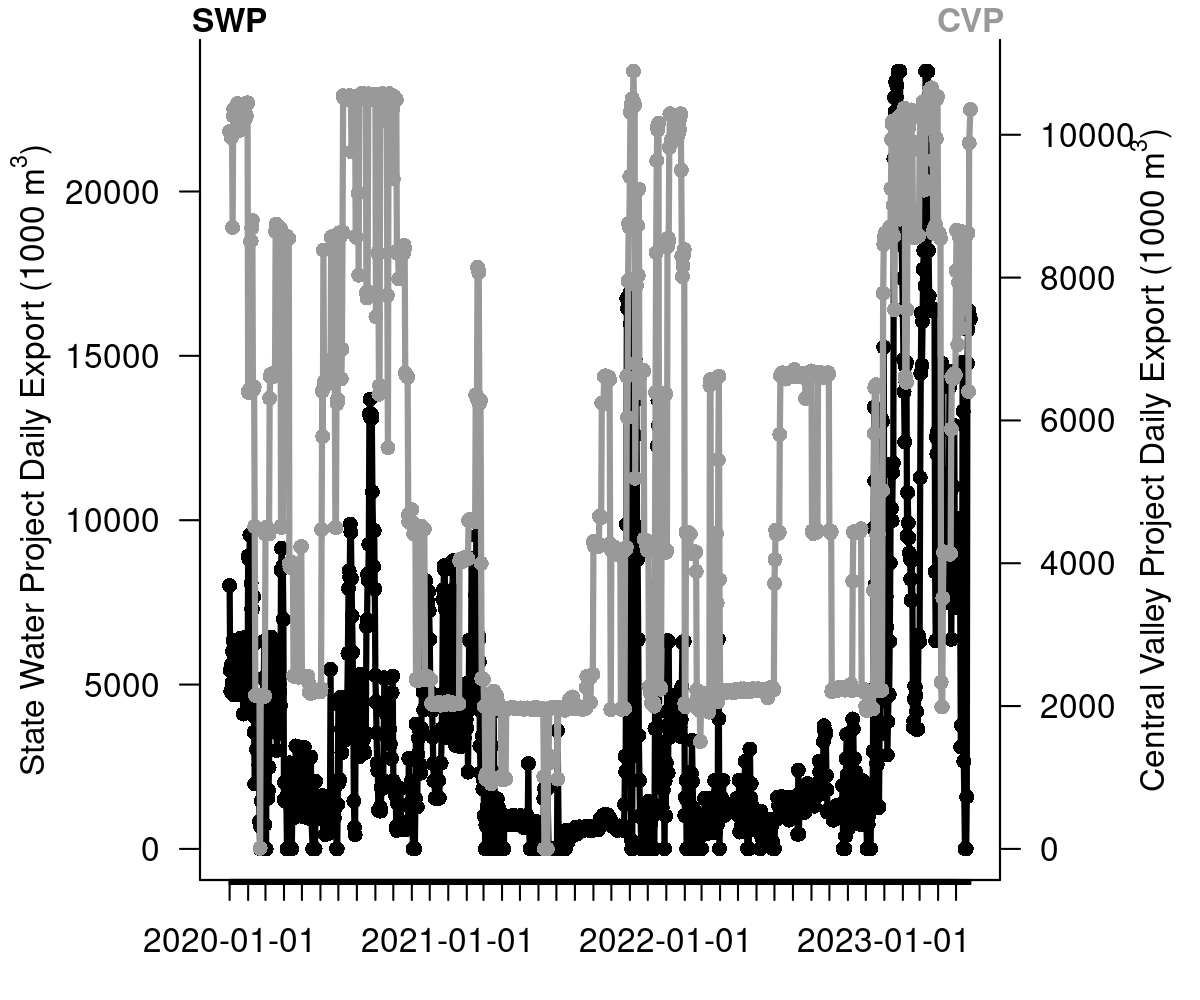 SWP
CVP
State Water Project Daily Export (1000 m³)
20000
15000
10000
5000
0
10000
8000
6000
4000
2000
0
Central Valley Project Daily Export (1000 m³)
2020-01-01 2021-01-01 2022-01-01 2023-01-01